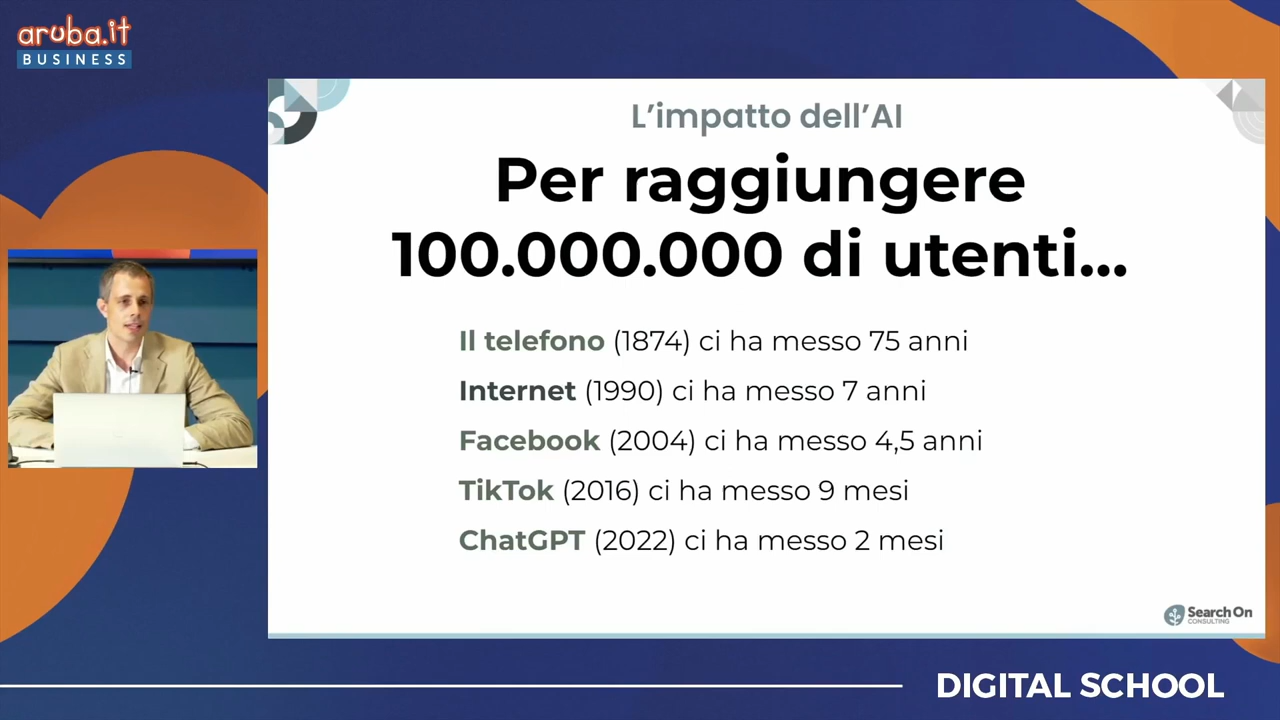 aruba.it
BUSINESS
L'impatto dell'AI
Per raggiungere
100.000.000 di utenti...
Il telefono (1874) ci ha messo 75 anni
Internet (1990) ci ha messo 7 anni
Facebook (2004) ci ha messo 4,5 anni
TikTok (2016) ci ha messo 9 mesi
ChatGPT (2022) ci ha messo 2 mesi
Search On
CONSULTING
DIGITAL SCHOOL